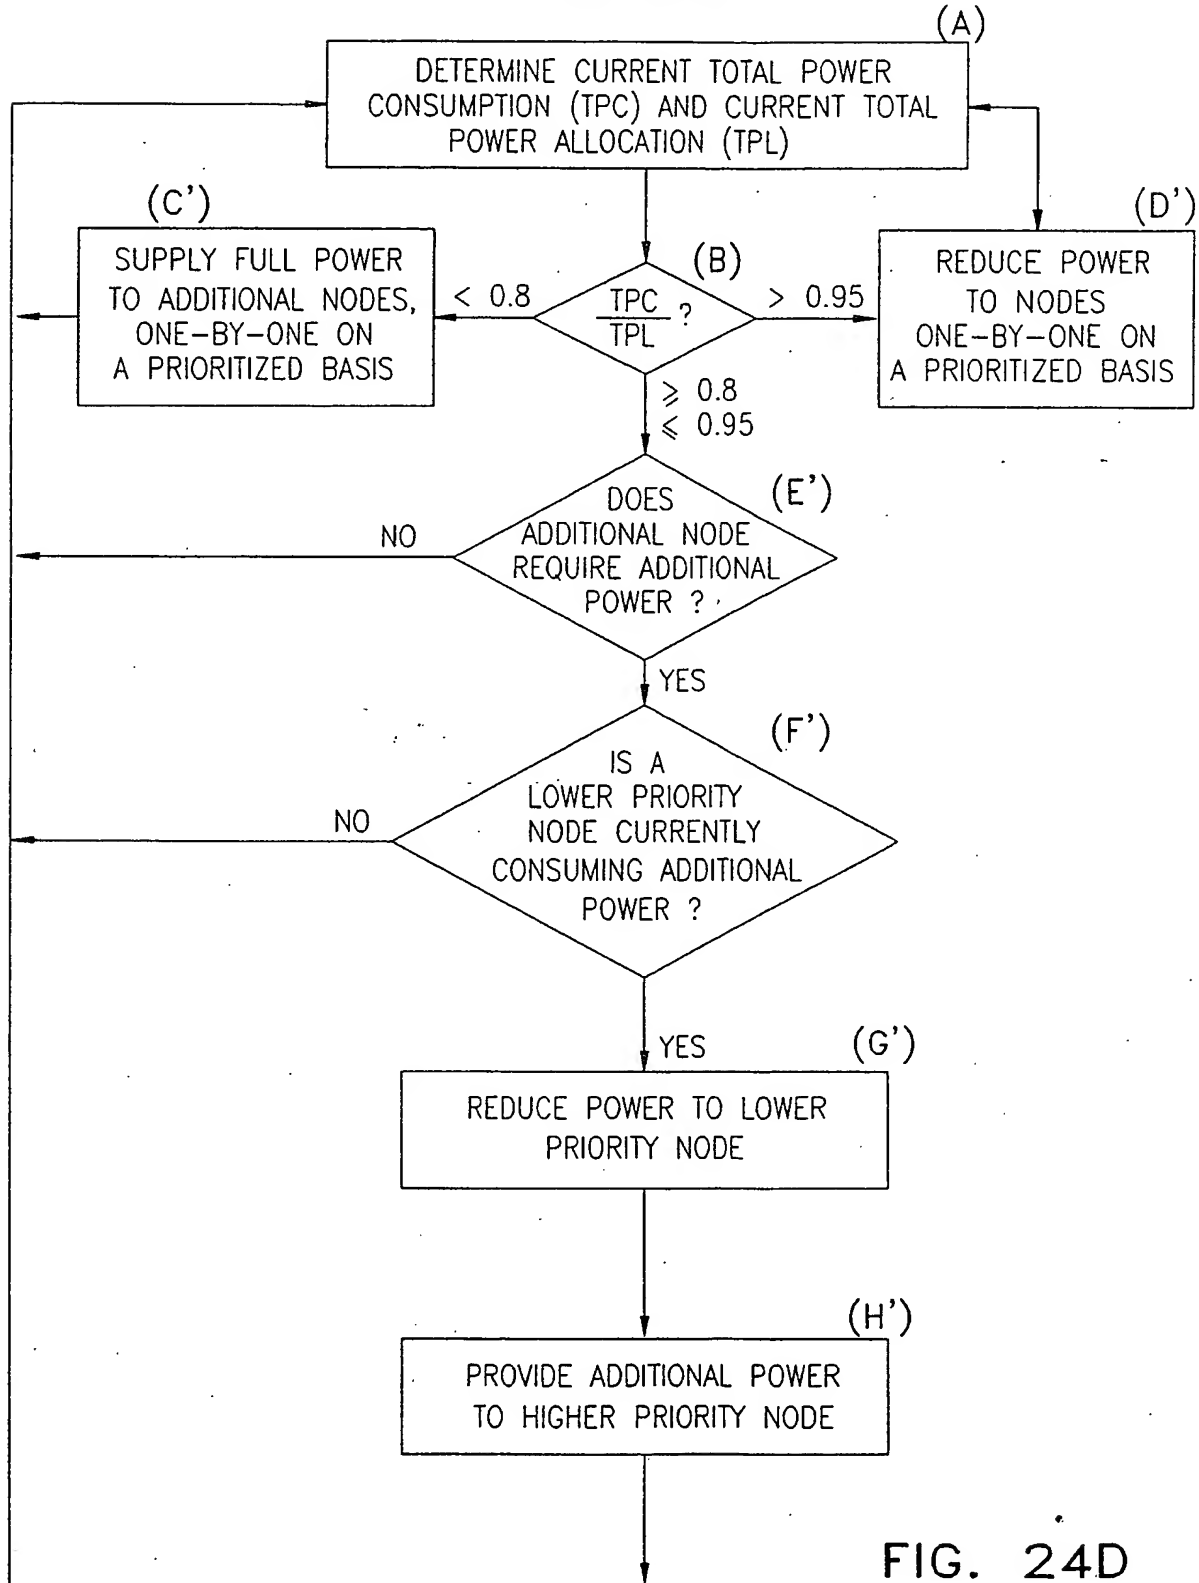 (A)
DETERMINE CURRENT TOTAL POWER
CONSUMPTION (TPC) AND CURRENT TOTAL
POWER ALLOCATION (TPL)
(C')
SUPPLY FULL POWER
TO ADDITIONAL NODES,
ONE-BY-ONE ON
A PRIORITIZED BASIS
< 0.8
(B)
TPC
TPL
?
> 0.95
(D')
REDUCE POWER
TO NODES
ONE-BY-ONE ON
A PRIORITIZED BASIS
⩾ 0.8
⩽ 0.95
(E')
DOES
ADDITIONAL NODE
REQUIRE ADDITIONAL
POWER ?
NO
YES
(F')
IS A
LOWER PRIORITY
NODE CURRENTLY
CONSUMING ADDITIONAL
POWER ?
NO
YES
(G')
REDUCE POWER TO LOWER
PRIORITY NODE
(H')
PROVIDE ADDITIONAL POWER
TO HIGHER PRIORITY NODE
FIG. 24D